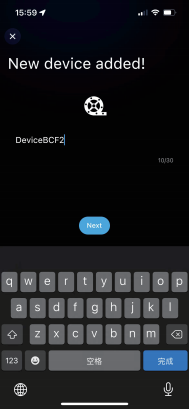 15:59
New device added!
DeviceBCF2
10/30
Next
q w e r t y u i o p
a s d f g h j k l
z x c v b n m
123 空格 完成